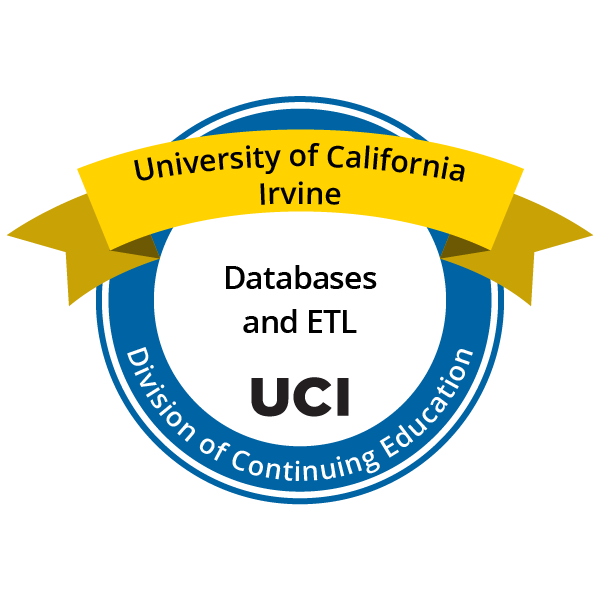 University of California
Irvine
Databases
and ETL
UCI
Division of Continuing Education